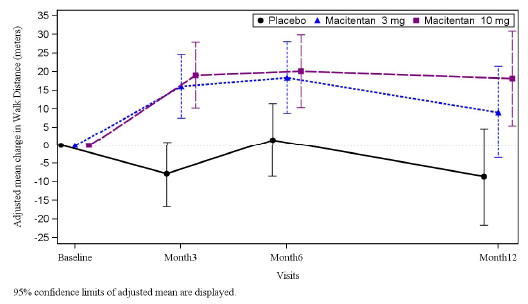 Placebo Macitentan 3 mg Macitentan 10 mg
Adjusted mean change in Walk Distance (meters)
35
30
25
20
15
10
5
0
-5
-10
-15
-20
-25
Baseline Month3 Month6 Month12
Visits
95% confidence limits of adjusted mean are displayed.